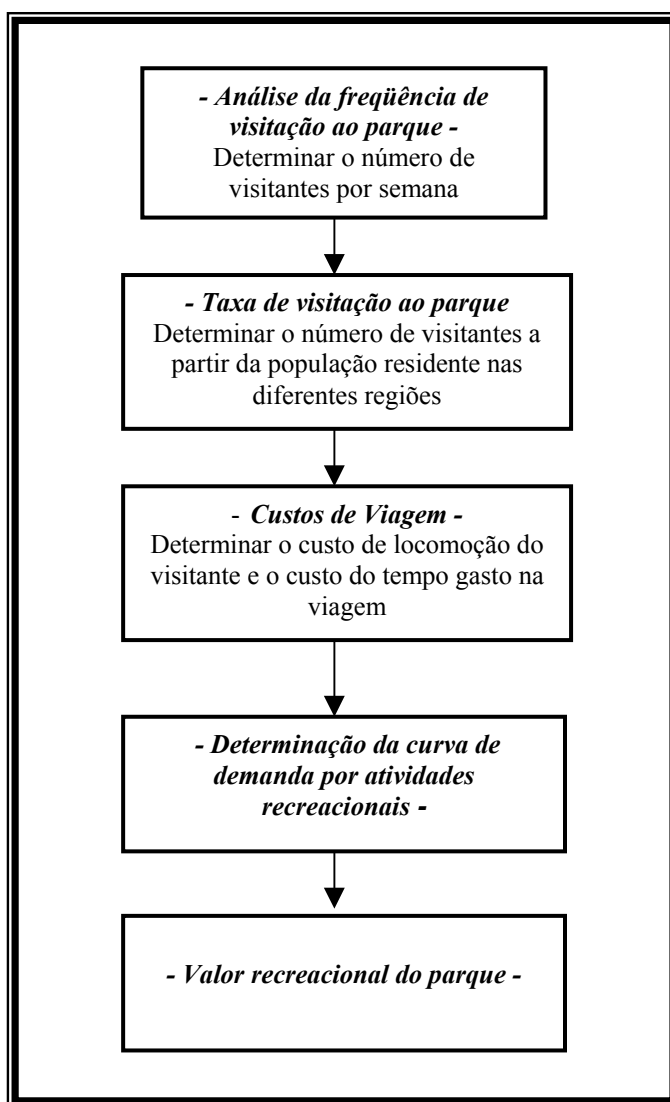 - Análise da freqüência de
visitação ao parque -
Determinar o número de
visitantes por semana
- Taxa de visitação ao parque
Determinar o número de visitantes a
partir da população residente nas
diferentes regiões
- Custos de Viagem -
Determinar o custo de locomoção do
visitante e o custo do tempo gasto na
viagem
- Determinação da curva de
demanda por atividades
recreacionais -
- Valor recreacional do parque -